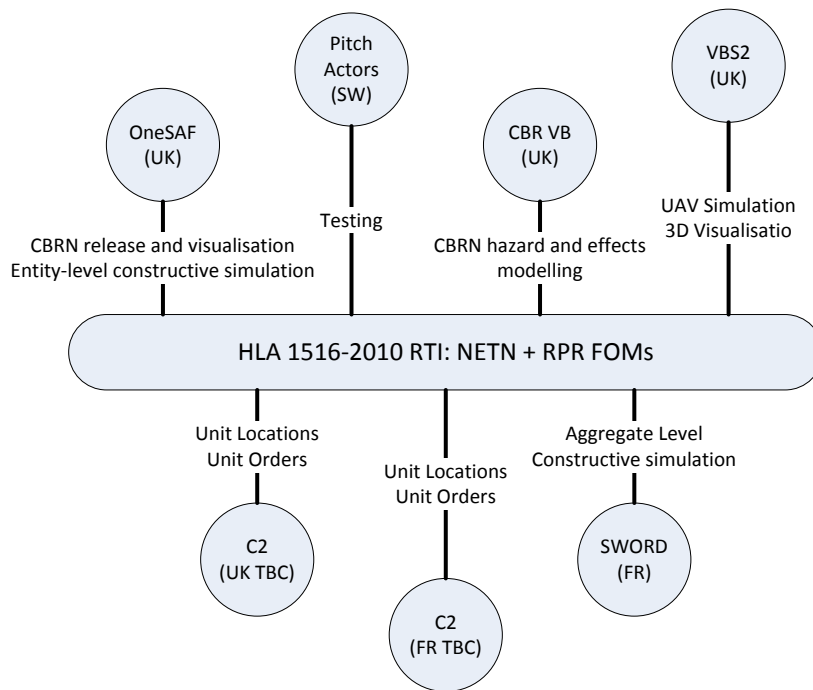 Pitch
Actors
(SW)
VBS2
(UK)
OneSAF
(UK)
CBR VB
(UK)
CBRN release and visualisation
Entity-level constructive simulation
Testing
CBRN hazard and effects
modelling
UAV Simulation
3D Visualisatio
HLA 1516-2010 RTI: NETN + RPR FOMs
Unit Locations
Unit Orders
Unit Locations
Unit Orders
Aggregate Level
Constructive simulation
C2
(UK TBC)
C2
(FR TBC)
SWORD
(FR)